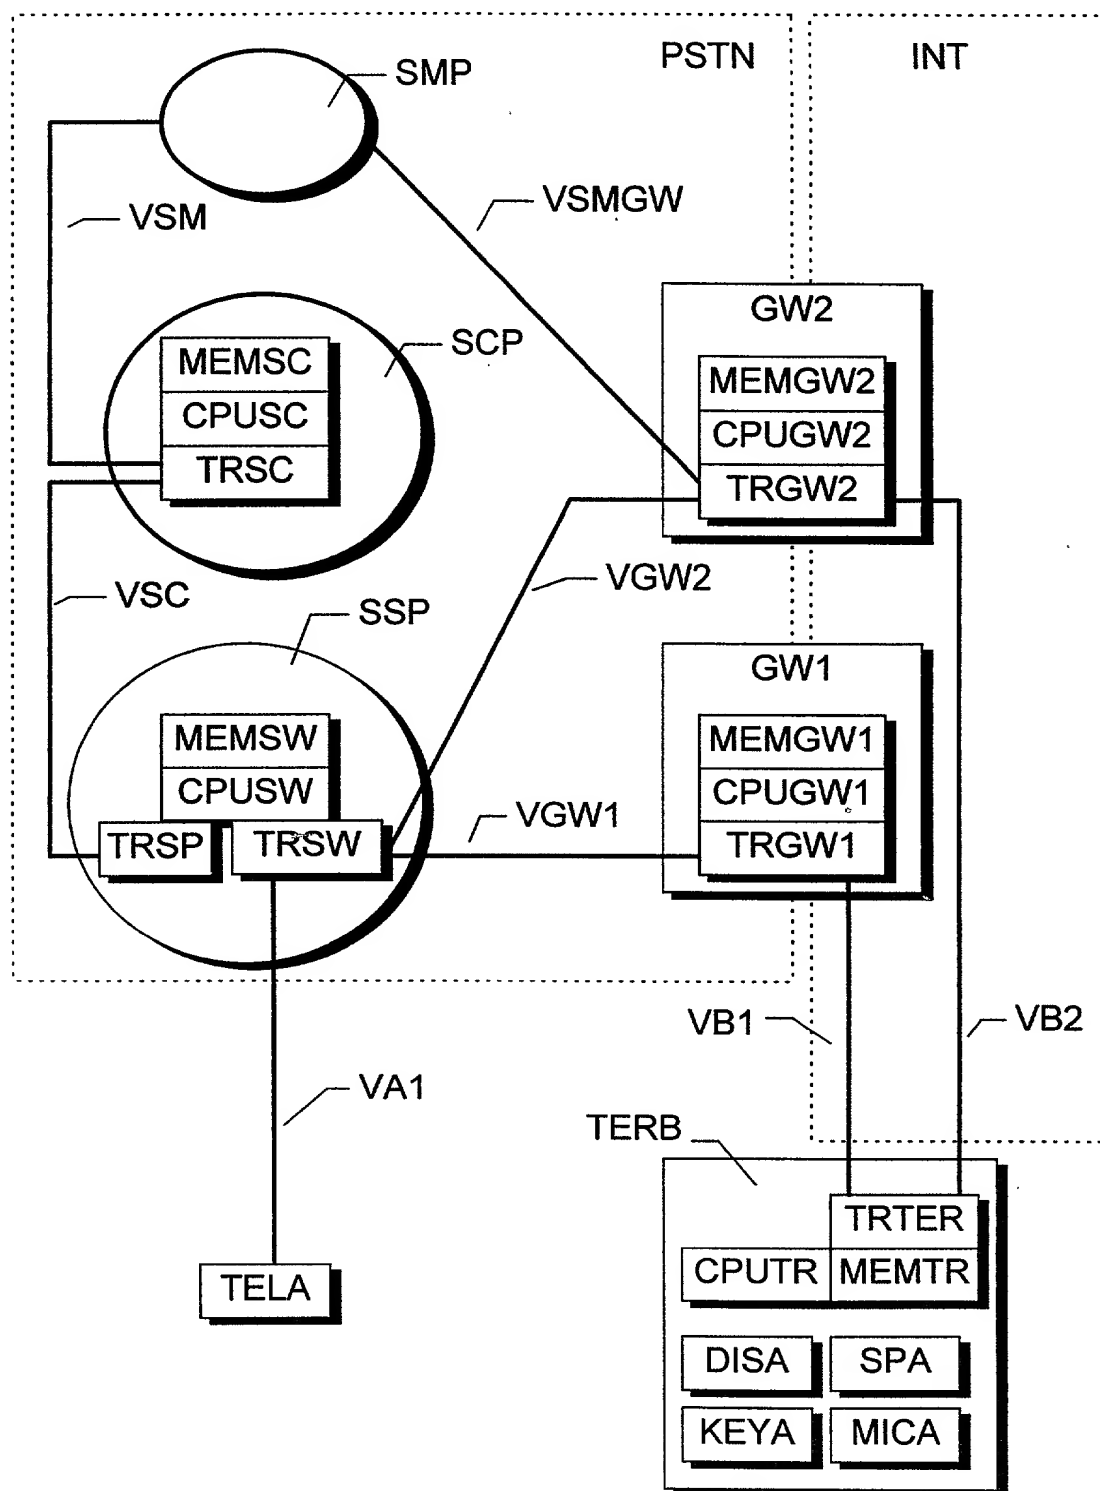 PSTN
INT
SMP
VSM
VSMGW
GW2
SCP
MEMSC
CPUSC
TRSC
MEMGW2
CPUGW2
TRGW2
VSC
VGW2
SSP
GW1
MEMSW
CPUSW
TRSP
TRSW
VGW1
MEMGW1
CPUGW1
TRGW1
VB1
VB2
VA1
TERB
TELA
TRTER
CPUTR
MEMTR
DISA
SPA
KEYA
MICA